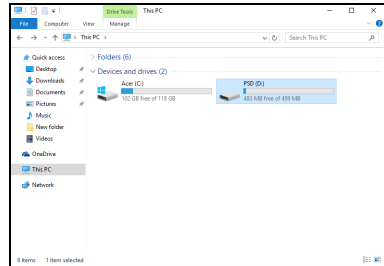 Drive Tools
This PC
File
Computer
View
Manage
This PC
Search This PC
Quick access
Desktop
Downloads
Documents
Pictures
Music
New folder
Videos
OneDrive
This PC
Network
Folders (6)
Devices and drives (2)
Acer (C:)
102 GB free of 118 GB
PSD (D:)
483 MB free of 499 MB
8 items 1 item selected